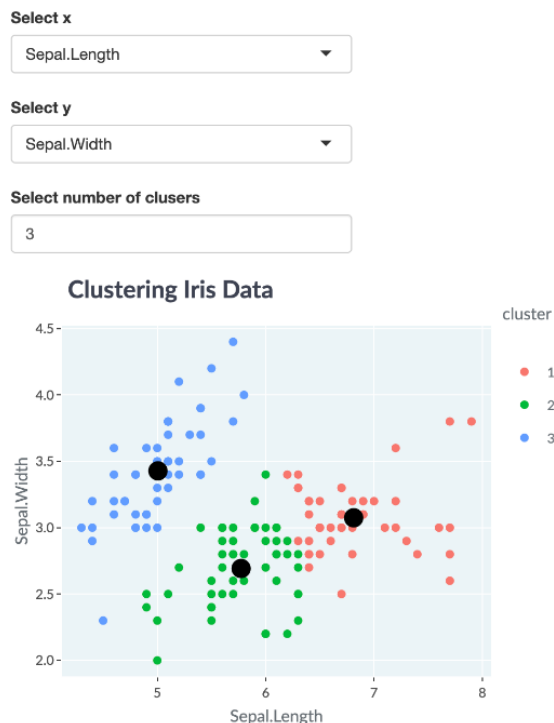 Select x
Sepal.Length
Select y
Sepal.Width
Select number of clusers
3
Clustering Iris Data
cluster
1
2
3
4.5
4.0
3.5
3.0
2.5
2.0
Sepal.Width
5 6 7 8
Sepal.Length